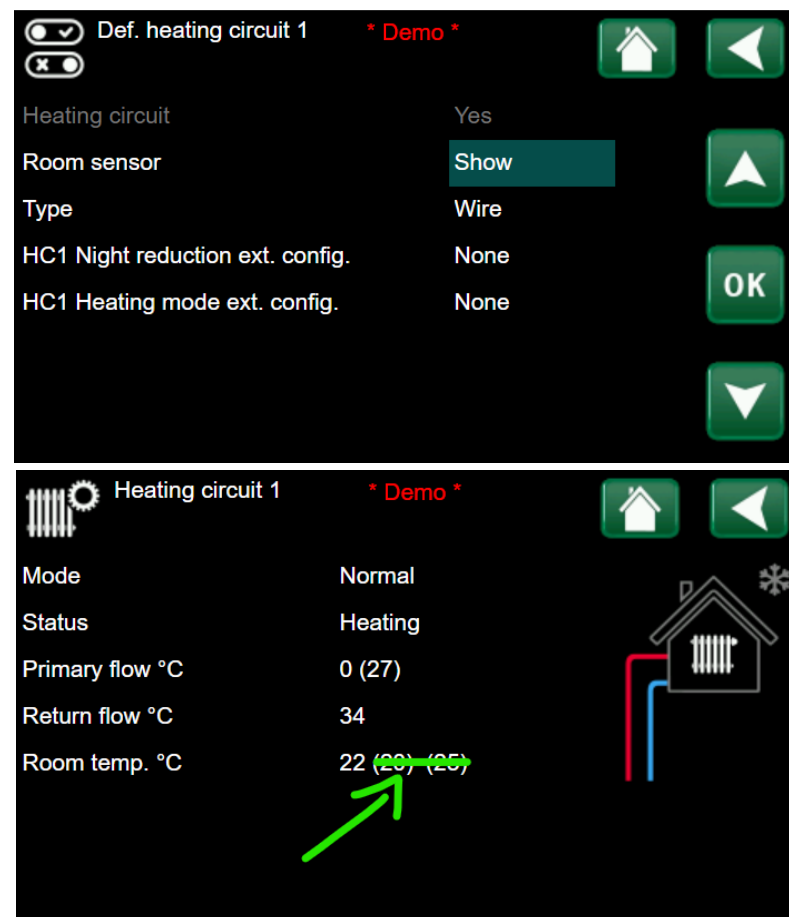 Def. heating circuit 1 * Demo *
Heating circuit Yes
Room sensor Show
Type Wire
HC1 Night reduction ext. config. None
HC1 Heating mode ext. config. None
OK
Heating circuit 1 * Demo *
Mode Normal
Status Heating
Primary flow °C 0 (27)
Return flow °C 34
Room temp. °C 22 (20) (25)